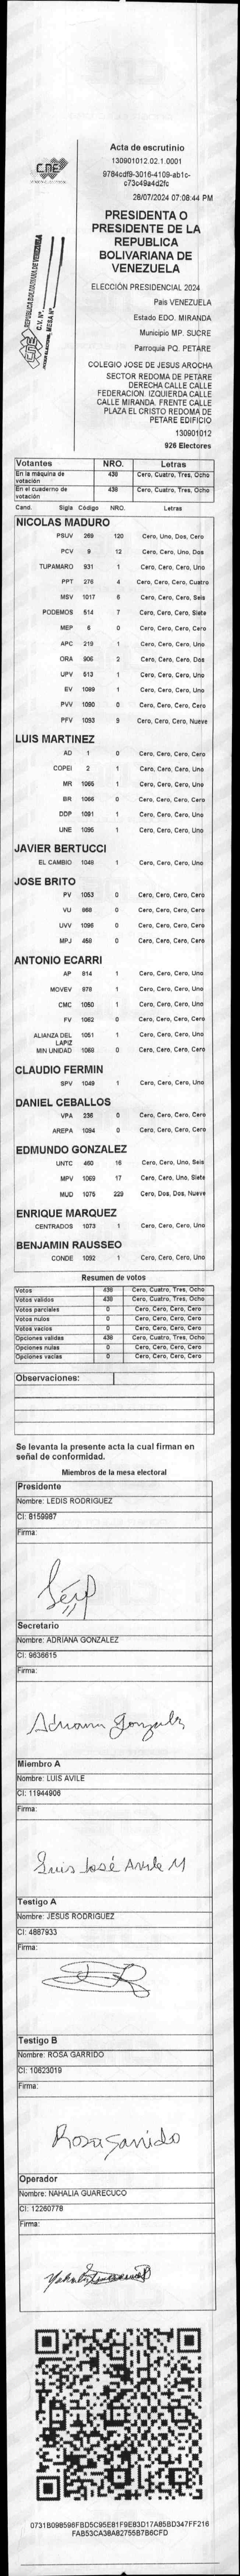 CNE
REPUBLICA BOLIVARIANA DE VENEZUELA
CNE
C.V. Nº.
MESA Nº.
Acta de escrutinio
130901012.02.1.0001
9784cdf9-3016-4109-ab1c-
c73c49a4d2fc
28/07/2024 07:08:44 PM
PRESIDENTA O
PRESIDENTE DE LA
REPUBLICA
BOLIVARIANA DE
VENEZUELA
ELECCIÓN PRESIDENCIAL 2024
Pais VENEZUELA
Estado EDO. MIRANDA
Municipio MP. SUCRE
Parroquia PQ. PETARE
COLEGIO JOSE DE JESUS AROCHA
SECTOR REDOMA DE PETARE
DERECHA CALLE CALLE
FEDERACION. IZQUIERDA CALLE
CALLE MIRANDA. FRENTE CALLE
PLAZA EL CRISTO REDOMA DE
PETARE EDIFICIO
130901012
926 Electores
Votantes NRO. Letras
En la máquina de votación 438 Cero, Cuatro, Tres, Ocho
En el cuaderno de votación 438 Cero, Cuatro, Tres, Ocho
Cand. Sigla Código NRO. Letras
NICOLAS MADURO
PSUV 269 120 Cero, Uno, Dos, Cero
PCV 9 12 Cero, Cero, Uno, Dos
TUPAMARO 931 1 Cero, Cero, Cero, Uno
PPT 276 4 Cero, Cero, Cero, Cuatro
MSV 1017 6 Cero, Cero, Cero, Seis
PODEMOS 514 7 Cero, Cero, Cero, Siete
MEP 6 0 Cero, Cero, Cero, Cero
APC 219 1 Cero, Cero, Cero, Uno
ORA 906 2 Cero, Cero, Cero, Dos
UPV 513 1 Cero, Cero, Cero, Uno
EV 1089 1 Cero, Cero, Cero, Uno
PVV 1090 0 Cero, Cero, Cero, Cero
PFV 1093 9 Cero, Cero, Cero, Nueve
LUIS MARTINEZ
AD 1 0 Cero, Cero, Cero, Cero
COPEI 2 1 Cero, Cero, Cero, Uno
MR 1065 1 Cero, Cero, Cero, Uno
BR 1066 0 Cero, Cero, Cero, Cero
DDP 1091 1 Cero, Cero, Cero, Uno
UNE 1095 1 Cero, Cero, Cero, Uno
JAVIER BERTUCCI
EL CAMBIO 1048 1 Cero, Cero, Cero, Uno
JOSE BRITO
PV 1053 0 Cero, Cero, Cero, Cero
VU 868 0 Cero, Cero, Cero, Cero
UVV 1096 0 Cero, Cero, Cero, Cero
MPJ 458 0 Cero, Cero, Cero, Cero
ANTONIO ECARRI
AP 814 1 Cero, Cero, Cero, Uno
MOVEV 979 1 Cero, Cero, Cero, Uno
CMC 1050 1 Cero, Cero, Cero, Uno
FV 1062 0 Cero, Cero, Cero, Cero
ALIANZA DEL LAPIZ 1051 1 Cero, Cero, Cero, Uno
MIN UNIDAD 1068 0 Cero, Cero, Cero, Cero
CLAUDIO FERMIN
SPV 1049 1 Cero, Cero, Cero, Uno
DANIEL CEBALLOS
VPA 236 0 Cero, Cero, Cero, Cero
AREPA 1094 0 Cero, Cero, Cero, Cero
EDMUNDO GONZALEZ
UNTC 460 16 Cero, Cero, Uno, Seis
MPV 1069 17 Cero, Cero, Uno, Siete
MUD 1075 229 Cero, Dos, Dos, Nueve
ENRIQUE MARQUEZ
CENTRADOS 1073 1 Cero, Cero, Cero, Uno
BENJAMIN RAUSSEO
CONDE 1092 1 Cero, Cero, Cero, Uno
Resumen de votos
Votos 438 Cero, Cuatro, Tres, Ocho
Votos validos 438 Cero, Cuatro, Tres, Ocho
Votos parciales 0 Cero, Cero, Cero, Cero
Votos nulos 0 Cero, Cero, Cero, Cero
Votos vacios 0 Cero, Cero, Cero, Cero
Opciones validas 438 Cero, Cuatro, Tres, Ocho
Opciones nulas 0 Cero, Cero, Cero, Cero
Opciones vacias 0 Cero, Cero, Cero, Cero
Observaciones:
Se levanta la presente acta la cual firman en
señal de conformidad.
Miembros de la mesa electoral
Presidente
Nombre: LEDIS RODRIGUEZ
CI: 8159987
Firma:
Secretario
Nombre: ADRIANA GONZALEZ
CI: 9636615
Firma:
Adriana Gonzalez
Miembro A
Nombre: LUIS AVILE
CI: 11944906
Firma:
Luis José Avile M
Testigo A
Nombre: JESUS RODRIGUEZ
CI: 4887933
Firma:
Testigo B
Nombre: ROSA GARRIDO
CI: 10623019
Firma:
Rosa Garrido
Operador
Nombre: NAHALIA GUARECUCO
CI: 12260778
Firma:
0731B098598FBD5C95E81F9E83D17A85BD347FF216
FAB53CA38A82755B7B6CFD